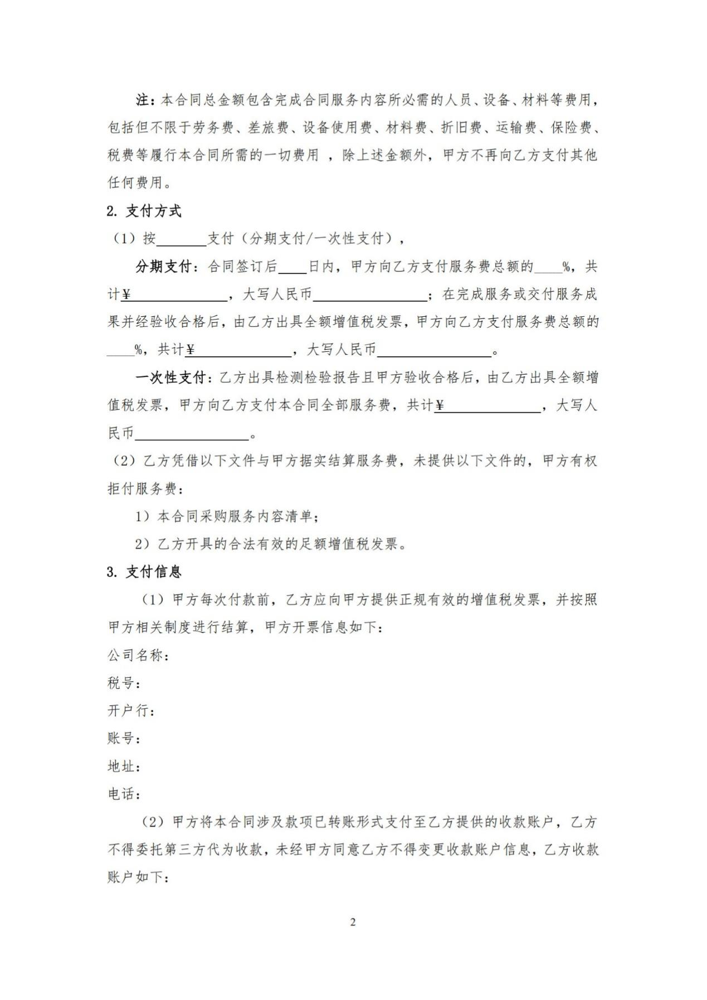 注：本合同总金额包含完成合同服务内容所必需的人员、设备、材料等费用，
包括但不限于劳务费、差旅费、设备使用费、材料费、折旧费、运输费、保险费、
税费等履行本合同所需的一切费用 ，除上述金额外，甲方不再向乙方支付其他
任何费用。
2. 支付方式
（1）按_______支付（分期支付/一次性支付），
分期支付：合同签订后____日内，甲方向乙方支付服务费总额的____%，共
计¥______________，大写人民币________________；在完成服务或交付服务成
果并经验收合格后，由乙方出具全额增值税发票，甲方向乙方支付服务费总额的
____%，共计¥______________，大写人民币________________。
一次性支付：乙方出具检测检验报告且甲方验收合格后，由乙方出具全额增
值税发票，甲方向乙方支付本合同全部服务费，共计¥______________，大写人
民币________________。
（2）乙方凭借以下文件与甲方据实结算服务费，未提供以下文件的，甲方有权
拒付服务费：
1）本合同采购服务内容清单；
2）乙方开具的合法有效的足额增值税发票。
3. 支付信息
（1）甲方每次付款前，乙方应向甲方提供正规有效的增值税发票，并按照
甲方相关制度进行结算，甲方开票信息如下：
公司名称：
税号：
开户行：
账号：
地址：
电话：
（2）甲方将本合同涉及款项已转账形式支付至乙方提供的收款账户，乙方
不得委托第三方代为收款，未经甲方同意乙方不得变更收款账户信息，乙方收款
账户如下：
2